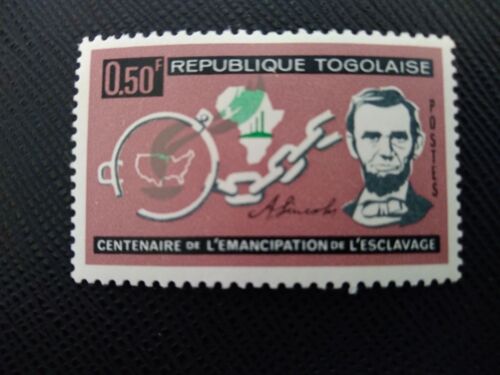 0.50F REPUBLIQUE TOGOLAISE
POSTES
A. Lincoln
CENTENAIRE DE L'EMANCIPATION DE L'ESCLAVAGE